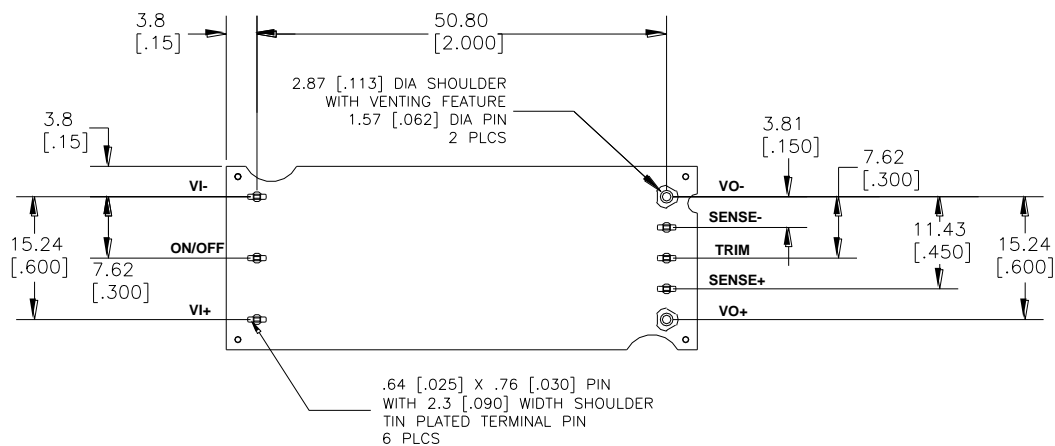 3.8
[.15]
50.80
[2.000]
2.87 [.113] DIA SHOULDER
WITH VENTING FEATURE
1.57 [.062] DIA PIN
2 PLCS
3.8
[.15]
3.81
[.150]
7.62
[.300]
VI-
VO-
SENSE-
ON/OFF
TRIM
15.24
[.600]
7.62
[.300]
11.43
[.450]
15.24
[.600]
SENSE+
VI+
VO+
.64 [.025] X .76 [.030] PIN
WITH 2.3 [.090] WIDTH SHOULDER
TIN PLATED TERMINAL PIN
6 PLCS